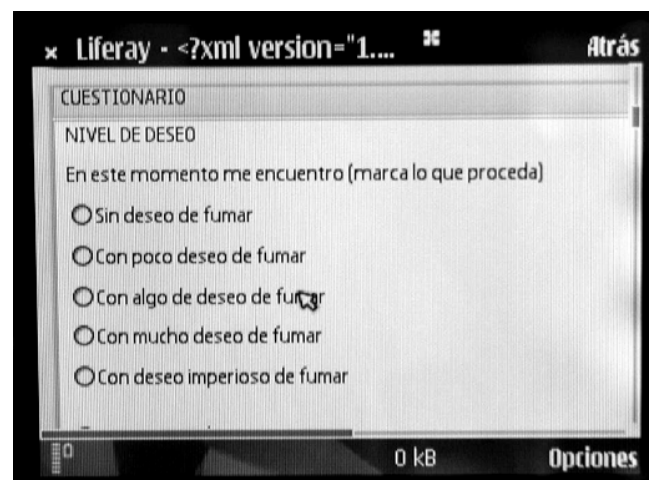 × Liferay - <?xml version="1.... Atrás
CUESTIONARIO
NIVEL DE DESEO
En este momento me encuentro (marca lo que proceda)
Sin deseo de fumar
Con poco deseo de fumar
Con algo de deseo de fumar
Con mucho deseo de fumar
Con deseo imperioso de fumar
0 kB Opciones